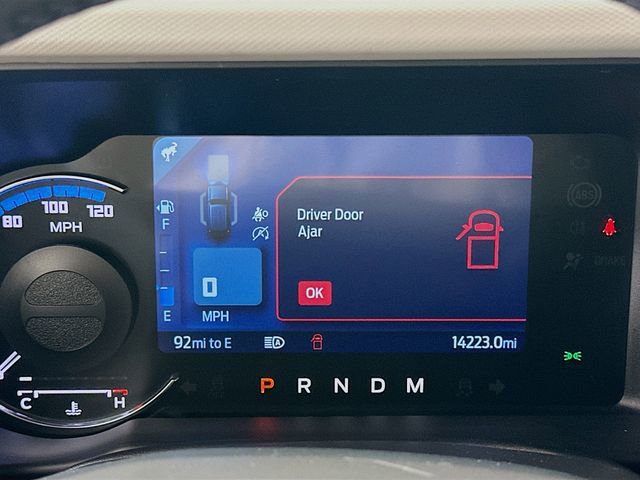 80 100 120
MPH
C H
F
E
0
MPH
Driver Door
Ajar
OK
92mi to E
A
14223.0mi
P R N D M
ABS
BRAKE